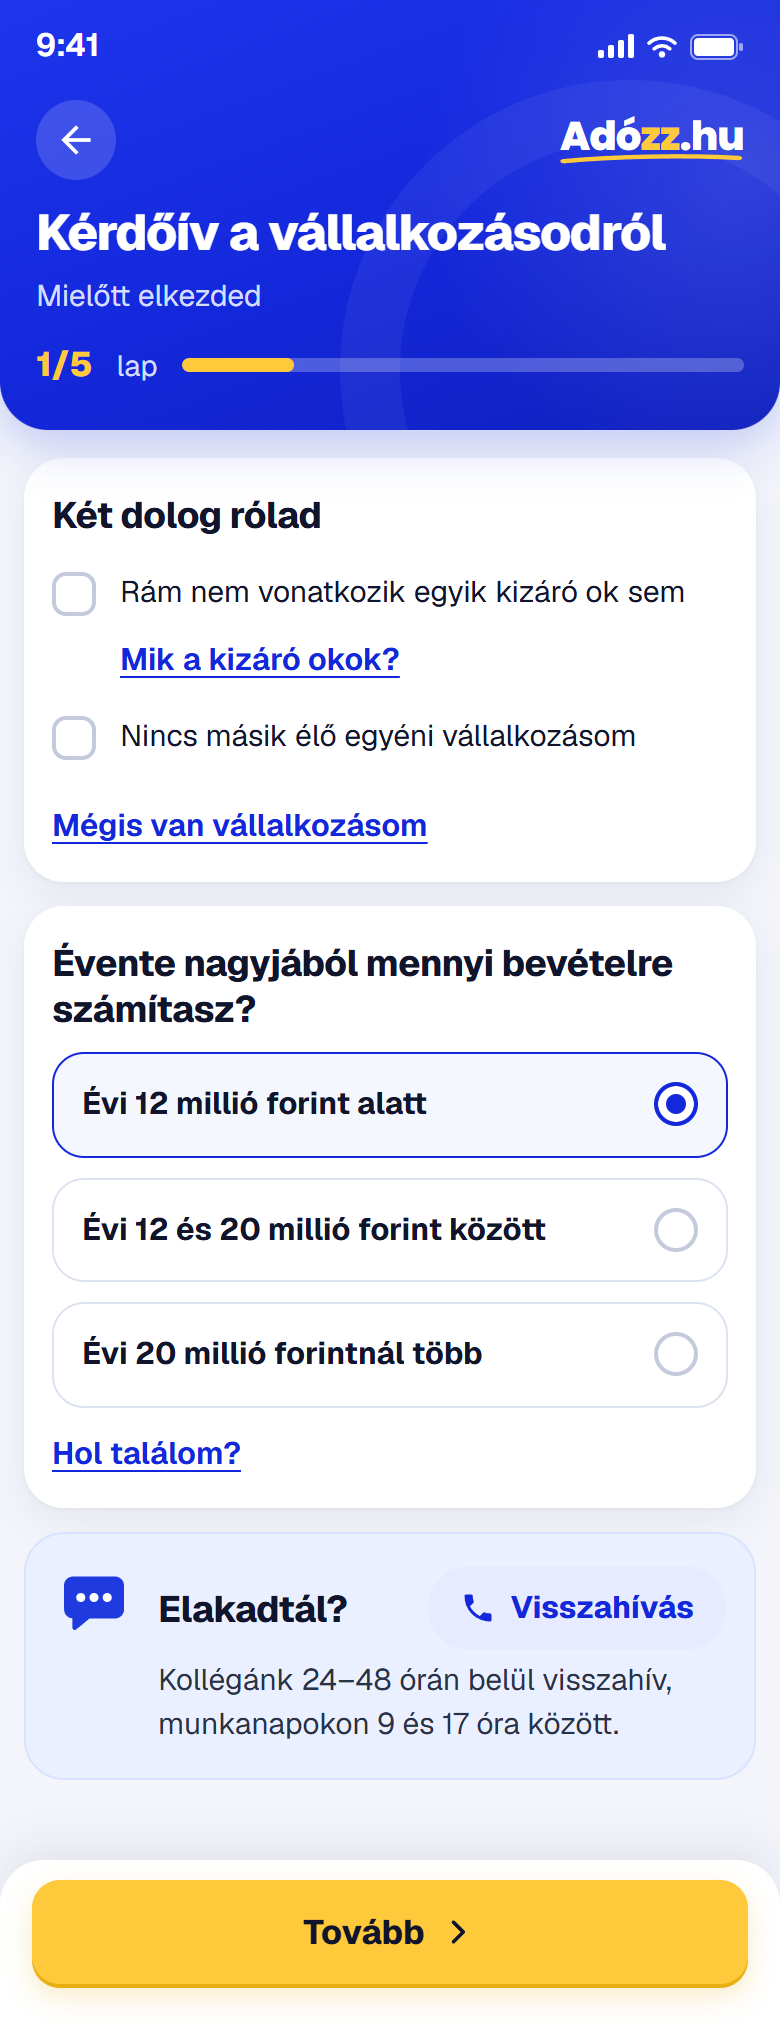 9:41
Adózz.hu
Kérdőív a vállalkozásodról
Mielőtt elkezded
1/5 lap
Két dolog rólad
Rám nem vonatkozik egyik kizáró ok sem
Mik a kizáró okok?
Nincs másik élő egyéni vállalkozásom
Mégis van vállalkozásom
Évente nagyjából mennyi bevételre
számítasz?
Évi 12 millió forint alatt
Évi 12 és 20 millió forint között
Évi 20 millió forintnál több
Hol találom?
Elakadtál?
Visszahívás
Kollégánk 24–48 órán belül visszahív,
munkanapokon 9 és 17 óra között.
Tovább